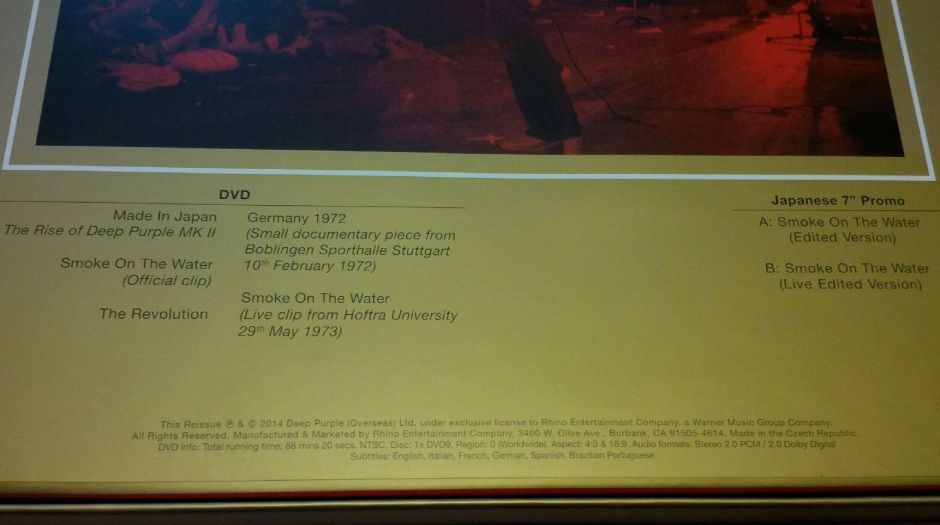 DVD
Made In Japan
The Rise of Deep Purple MK II
Smoke On The Water
(Official clip)
The Revolution
Germany 1972
(Small documentary piece from
Boblingen Sporthalle Stuttgart
10th February 1972)
Smoke On The Water
(Live clip from Hoftra University
29th May 1973)
Japanese 7" Promo
A: Smoke On The Water
(Edited Version)
B: Smoke On The Water
(Live Edited Version)
This Reissue ℗ & © 2014 Deep Purple (Overseas) Ltd, under exclusive license to Rhino Entertainment Company, a Warner Music Group Company.
All Rights Reserved. Manufactured & Marketed by Rhino Entertainment Company, 3400 W. Olive Ave., Burbank, CA 91505-4614. Made in the Czech Republic.
DVD info: Total running time: 88 mins 20 secs, NTSC, Disc: 1x DVD9, Region: 0 (Worldwide). Aspect: 4:3 & 16:9. Audio formats: Stereo 2.0 PCM / 2.0 Dolby Digital
Subtitles: English, Italian, French, German, Spanish, Brazilian Portuguese